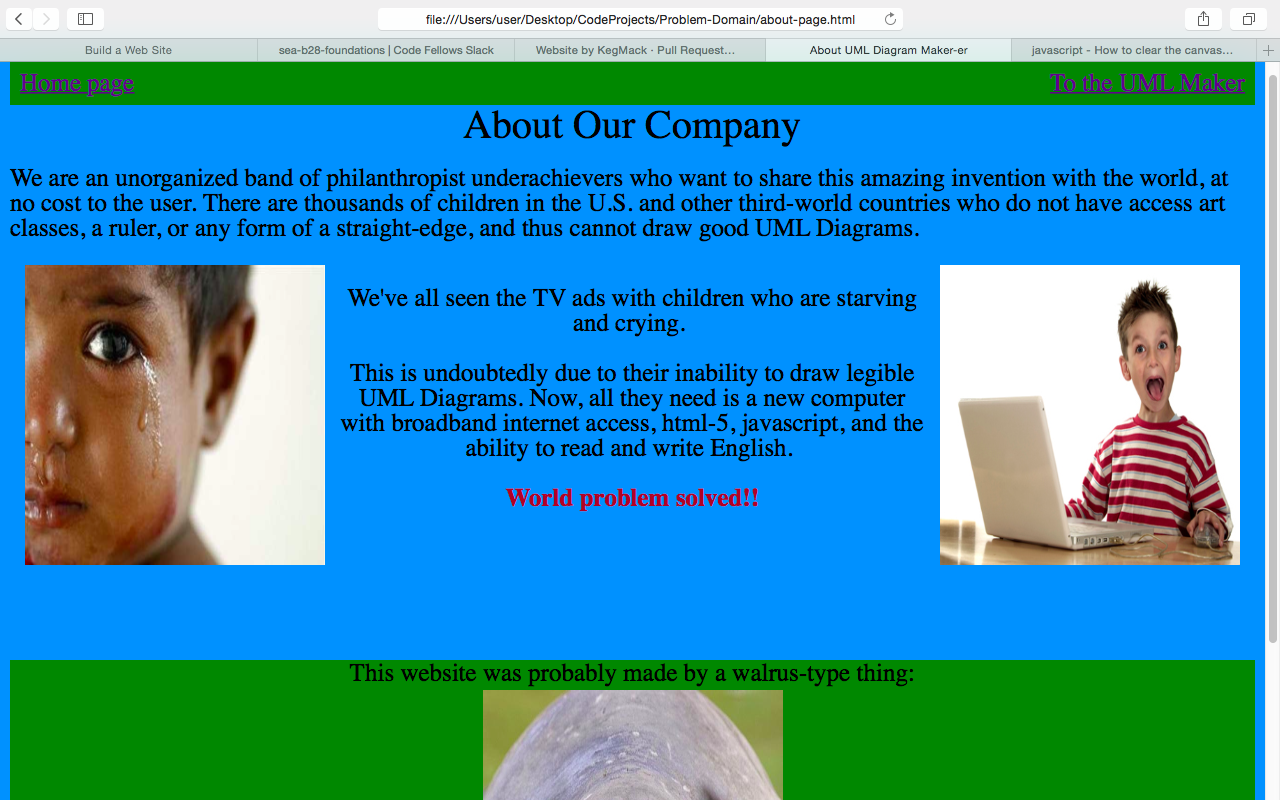 file:///Users/user/Desktop/CodeProjects/Problem-Domain/about-page.html
Build a Web Site
sea-b28-foundations | Code Fellows Slack
Website by KegMack · Pull Request…
About UML Diagram Maker-er
javascript - How to clear the canvas…
Home page
To the UML Maker
About Our Company
We are an unorganized band of philanthropist underachievers who want to share this amazing invention with the world, at
no cost to the user. There are thousands of children in the U.S. and other third-world countries who do not have access art
classes, a ruler, or any form of a straight-edge, and thus cannot draw good UML Diagrams.
We've all seen the TV ads with children who are starving
and crying.
This is undoubtedly due to their inability to draw legible
UML Diagrams. Now, all they need is a new computer
with broadband internet access, html-5, javascript, and the
ability to read and write English.
World problem solved!!
This website was probably made by a walrus-type thing: